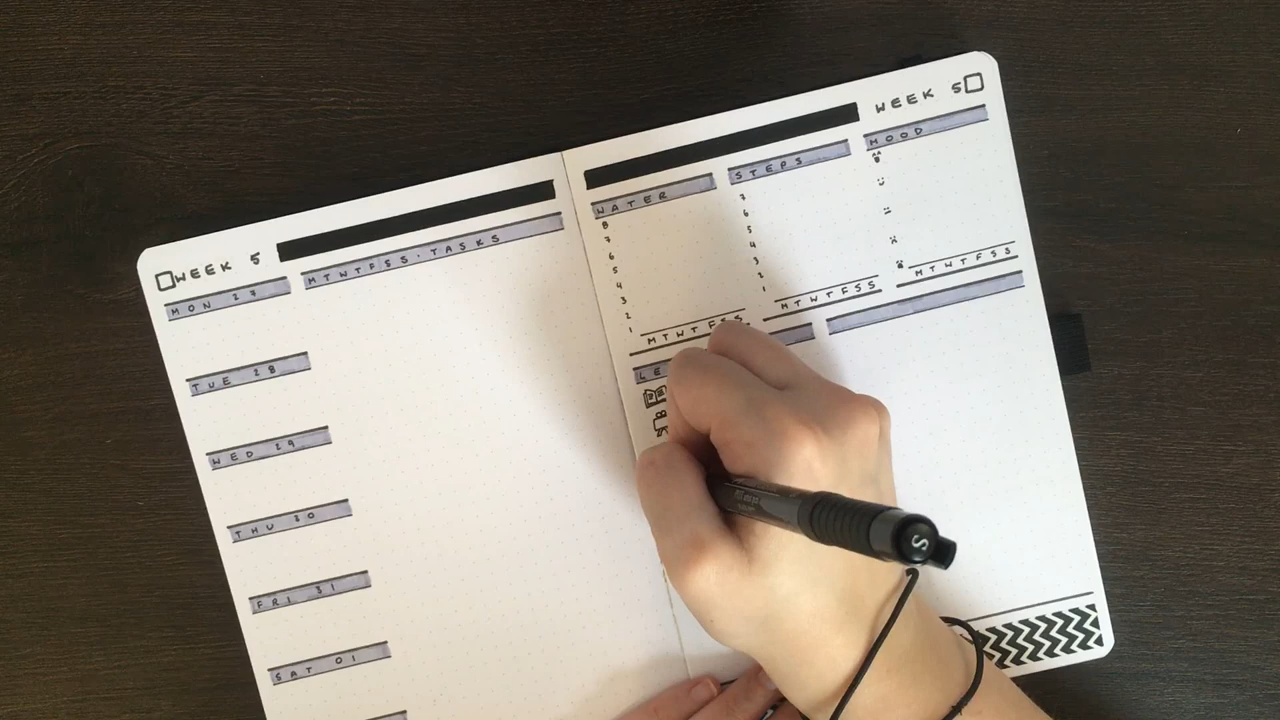 WEEK 5
MTWTFSS·TASKS
MON 27
TUE 28
WED 29
THU 30
FRI 31
SAT 01
WEEK 5
WATER
8
7
6
5
4
3
2
1
MTWTFSS
STEPS
7
6
5
4
3
2
1
MTWTFSS
MOOD
MTWTFSS
LE
S